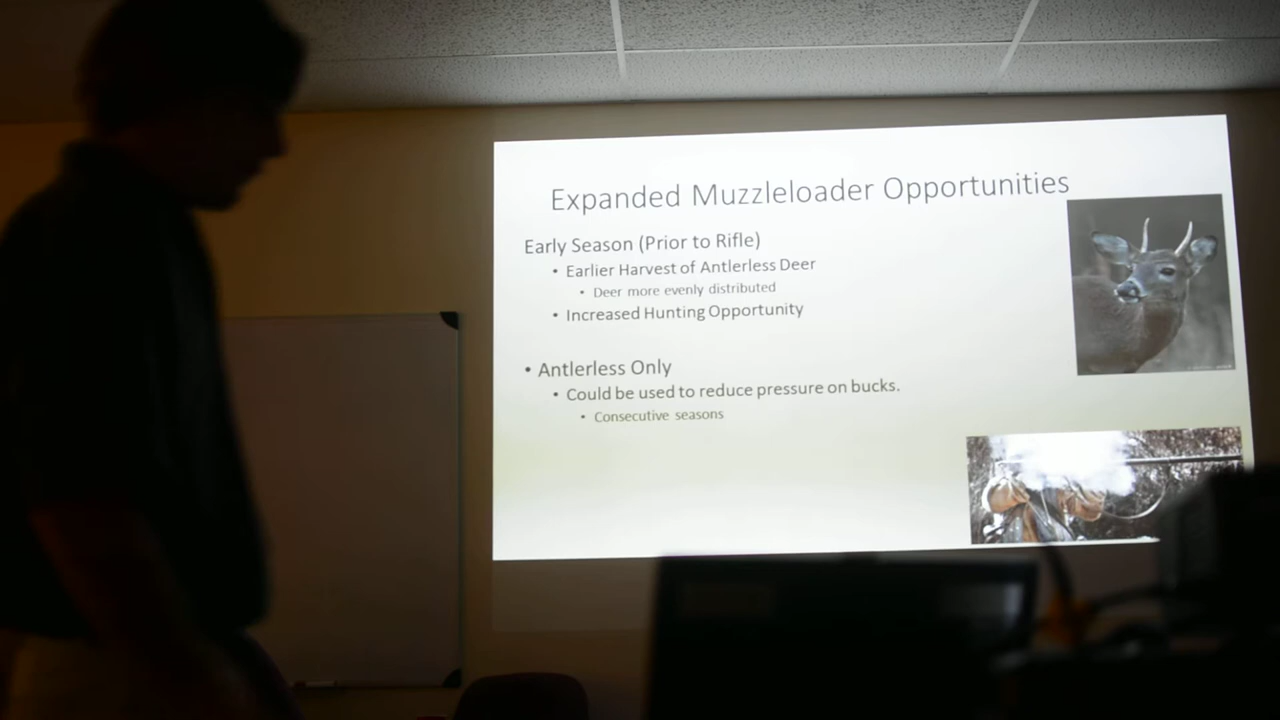 Expanded Muzzleloader Opportunities
Early Season (Prior to Rifle)
• Earlier Harvest of Antlerless Deer
• Deer more evenly distributed
• Increased Hunting Opportunity
• Antlerless Only
• Could be used to reduce pressure on bucks.
• Consecutive seasons